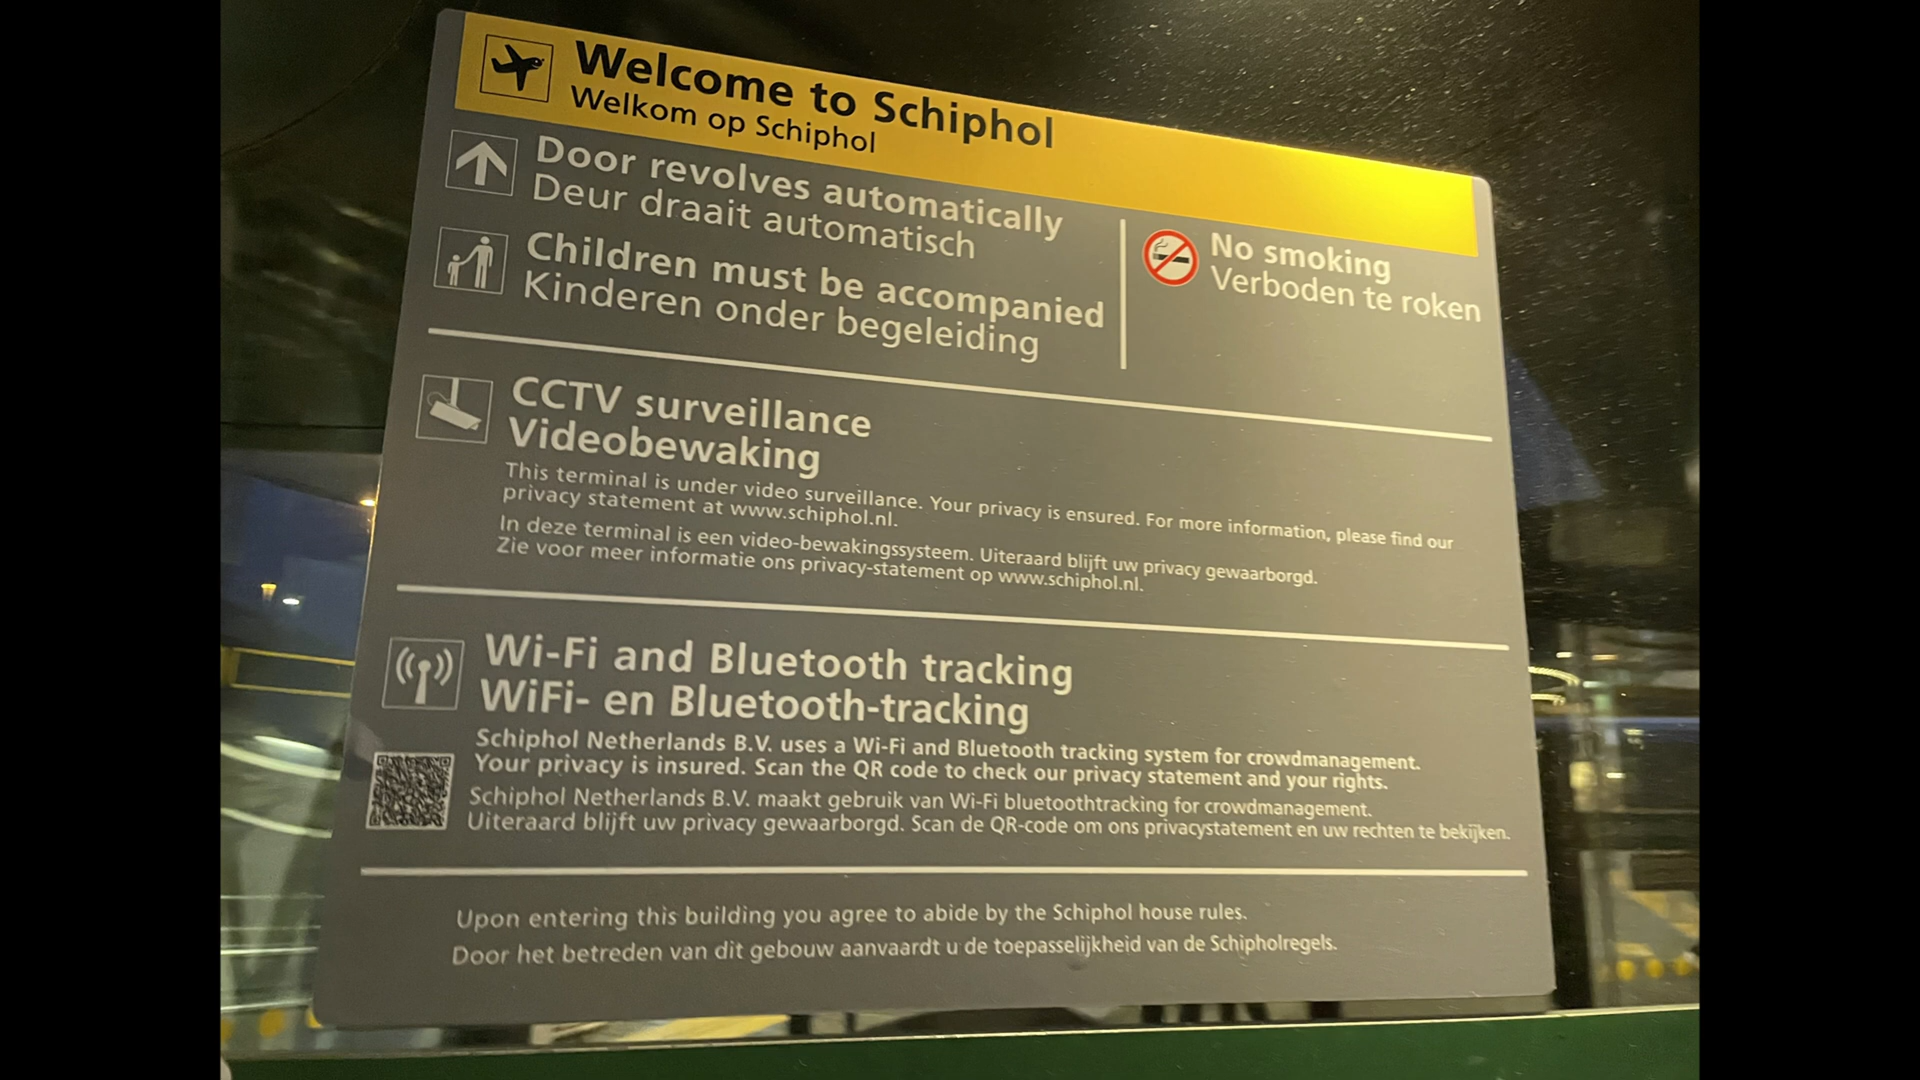 Welcome to Schiphol
Welkom op Schiphol
Door revolves automatically
Deur draait automatisch
Children must be accompanied
Kinderen onder begeleiding
No smoking
Verboden te roken
CCTV surveillance
Videobewaking
This terminal is under video surveillance. Your privacy is ensured. For more information, please find our
privacy statement at www.schiphol.nl.
In deze terminal is een video-bewakingssysteem. Uiteraard blijft uw privacy gewaarborgd.
Zie voor meer informatie ons privacy-statement op www.schiphol.nl.
Wi-Fi and Bluetooth tracking
WiFi- en Bluetooth-tracking
Schiphol Netherlands B.V. uses a Wi-Fi and Bluetooth tracking system for crowdmanagement.
Your privacy is insured. Scan the QR code to check our privacy statement and your rights.
Schiphol Netherlands B.V. maakt gebruik van Wi-Fi bluetoothtracking for crowdmanagement.
Uiteraard blijft uw privacy gewaarborgd. Scan de QR-code om ons privacystatement en uw rechten te bekijken.
Upon entering this building you agree to abide by the Schiphol house rules.
Door het betreden van dit gebouw aanvaardt u de toepasselijkheid van de Schipholregels.